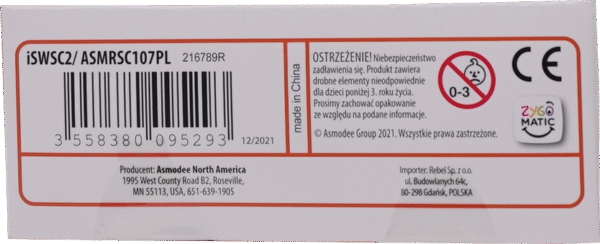 iSWSC2/ ASMRSC107PL 216789R
3 558380 095293
12/2021
made in China
OSTRZEŻENIE! Niebezpieczeństwo
zadławienia się. Produkt zawiera
drobne elementy nieodpowiednie
dla dzieci poniżej 3. roku życia.
Prosimy zachować opakowanie
ze względu na podane informacje.
© Asmodee Group 2021. Wszystkie prawa zastrzeżone.
0-3
CE
ZYGO
MATIC
Producent: Asmodee North America
1995 West County Road B2, Roseville,
MN 55113, USA, 651-639-1905
Importer: Rebel Sp. z o.o.
ul. Budowlanych 64c,
80-298 Gdańsk, POLSKA